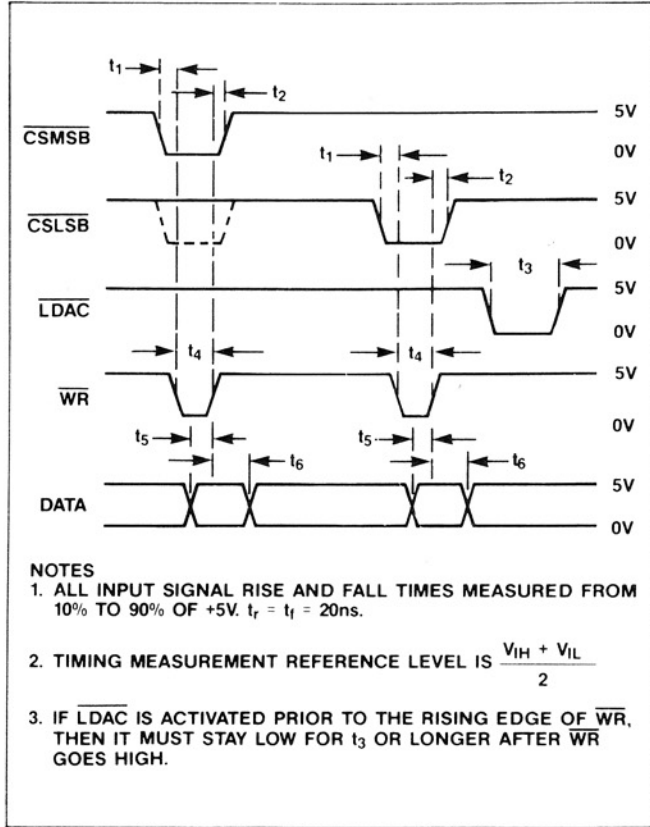 t1
t2
5V
CSMSB
0V
t1
t2
5V
CSLSB
0V
t3
5V
LDAC
0V
t4
t4
5V
WR
0V
t5
t6
t5
t6
5V
DATA
0V
NOTES
1. ALL INPUT SIGNAL RISE AND FALL TIMES MEASURED FROM
10% TO 90% OF +5V. tr = tf = 20ns.
2. TIMING MEASUREMENT REFERENCE LEVEL IS VIH + VIL
2
3. IF LDAC IS ACTIVATED PRIOR TO THE RISING EDGE OF WR,
THEN IT MUST STAY LOW FOR t3 OR LONGER AFTER WR
GOES HIGH.